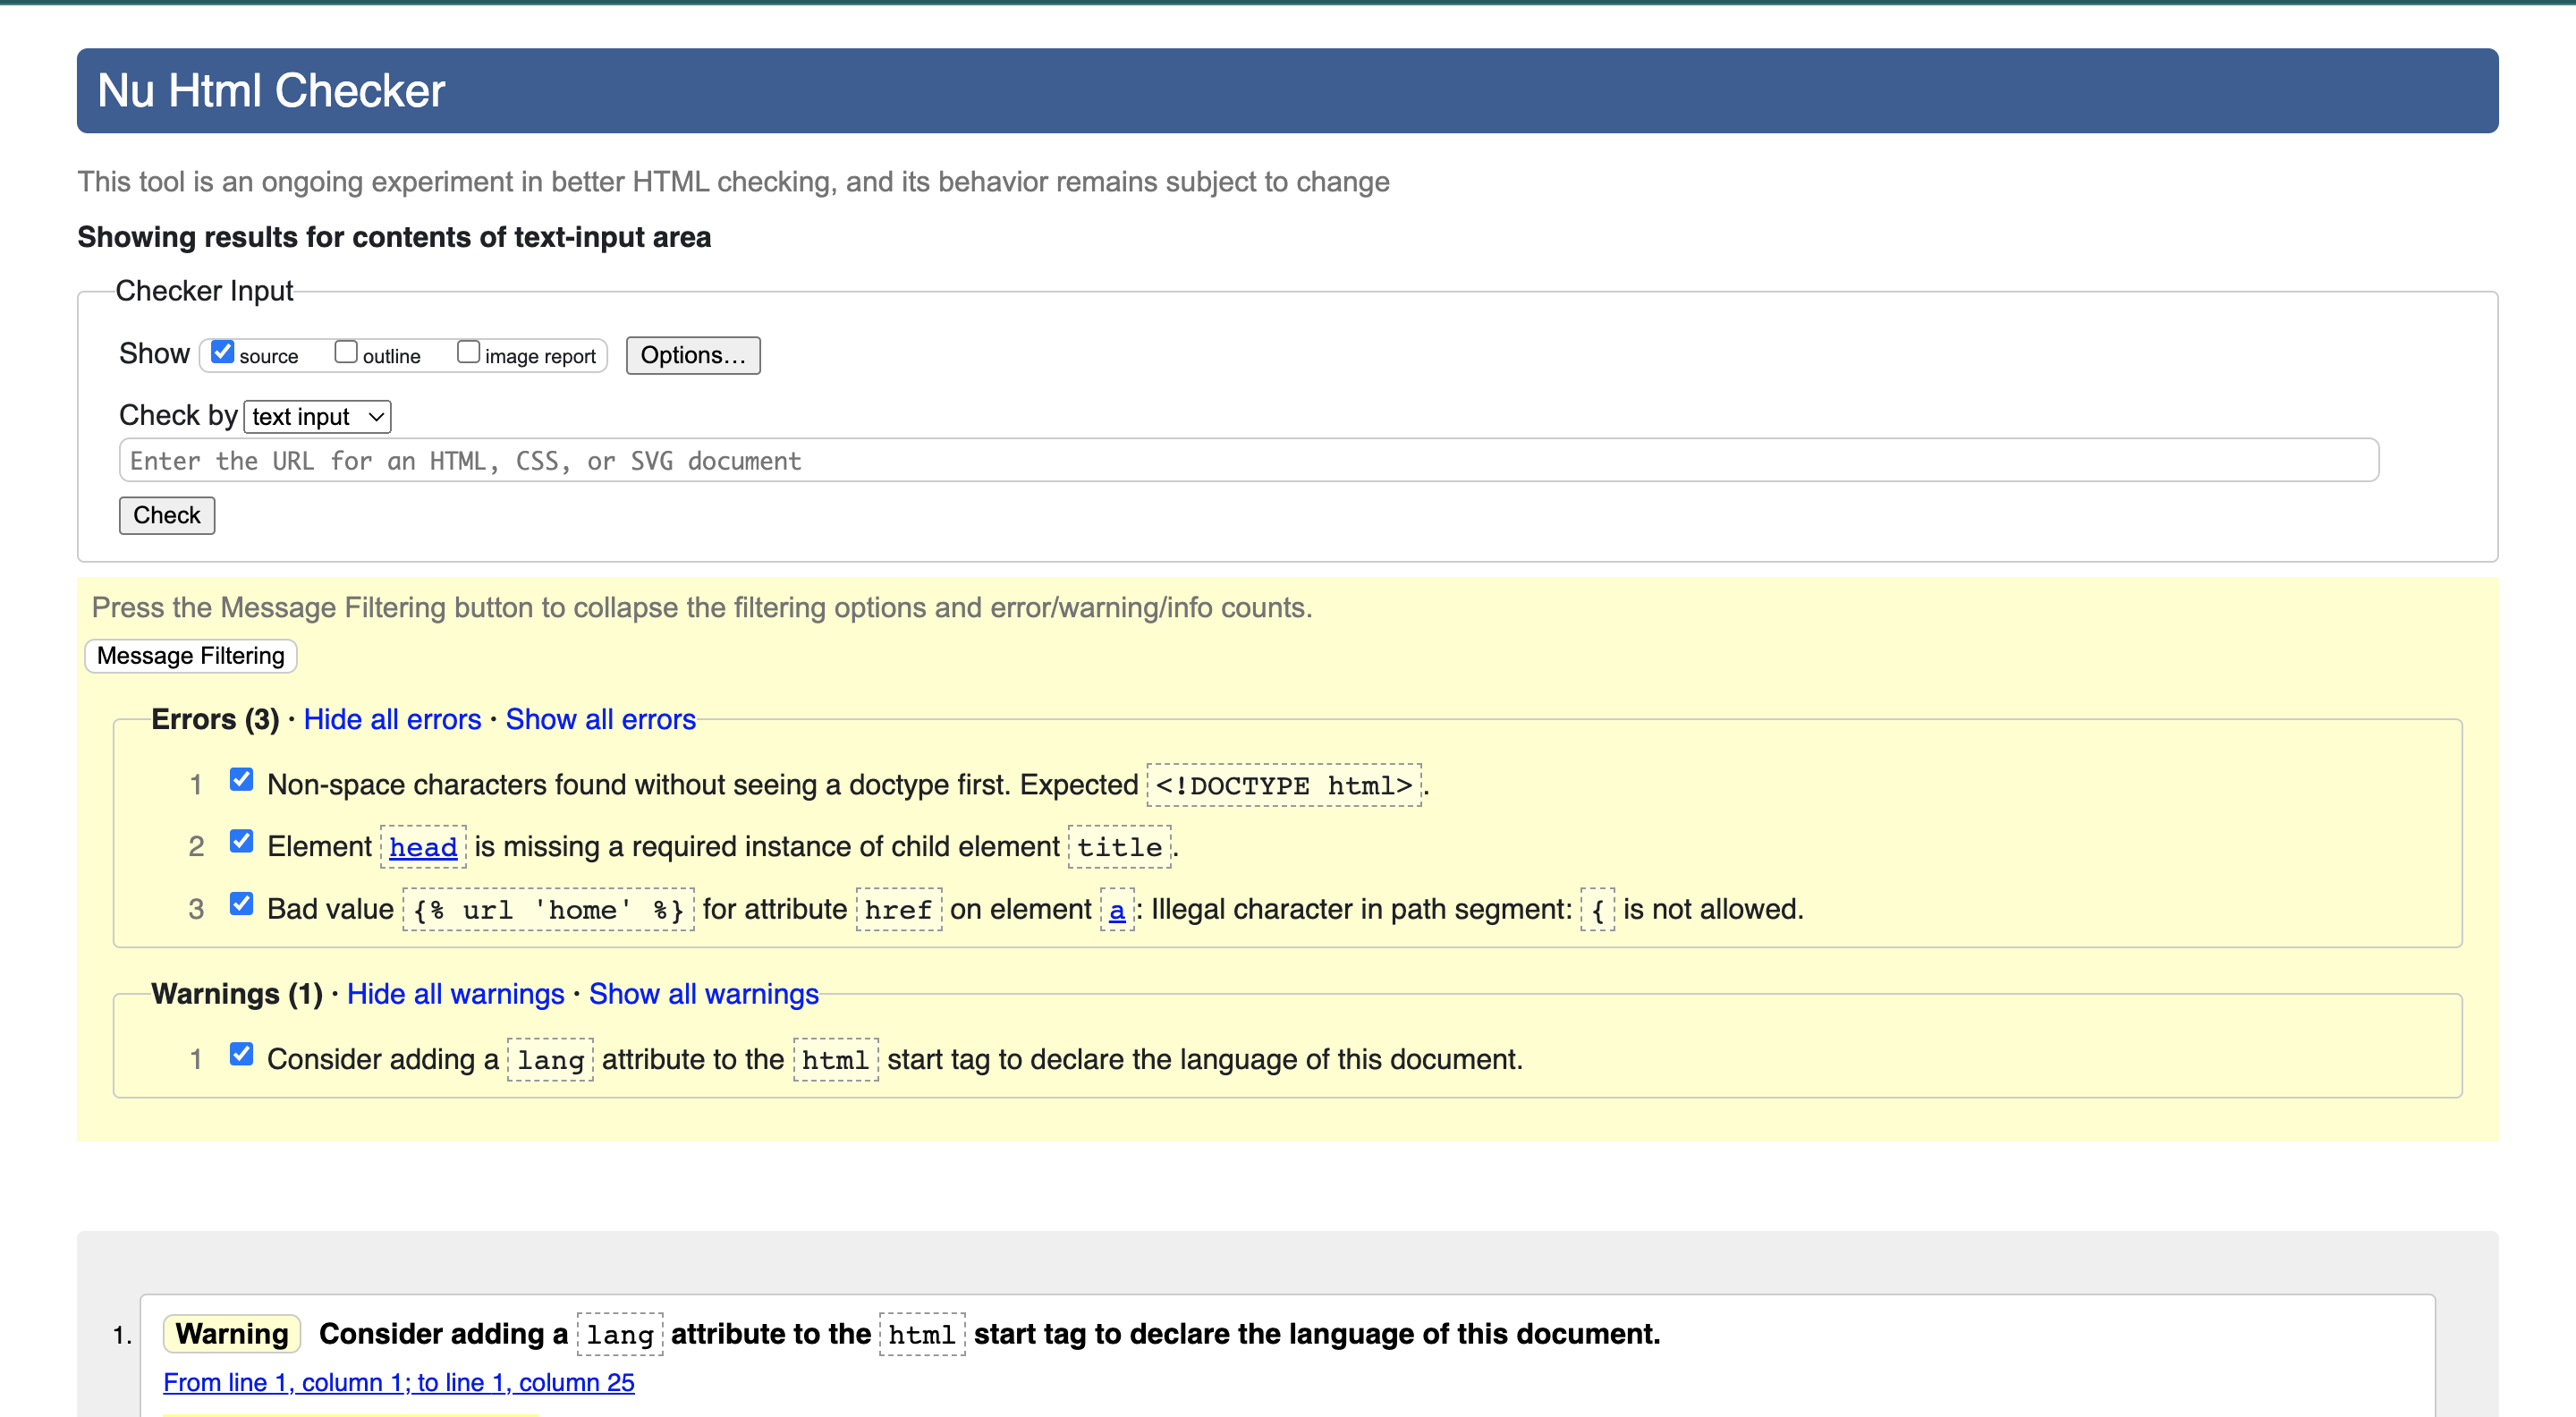 Nu Html Checker
This tool is an ongoing experiment in better HTML checking, and its behavior remains subject to change
Showing results for contents of text-input area
Checker Input
Show source outline image report Options...
Check by text input
Enter the URL for an HTML, CSS, or SVG document
Check
Press the Message Filtering button to collapse the filtering options and error/warning/info counts.
Message Filtering
Errors (3) · Hide all errors · Show all errors
1 Non-space characters found without seeing a doctype first. Expected <!DOCTYPE html>.
2 Element head is missing a required instance of child element title.
3 Bad value {% url 'home' %} for attribute href on element a: Illegal character in path segment: { is not allowed.
Warnings (1) · Hide all warnings · Show all warnings
1 Consider adding a lang attribute to the html start tag to declare the language of this document.
1. Warning Consider adding a lang attribute to the html start tag to declare the language of this document.
From line 1, column 1; to line 1, column 25